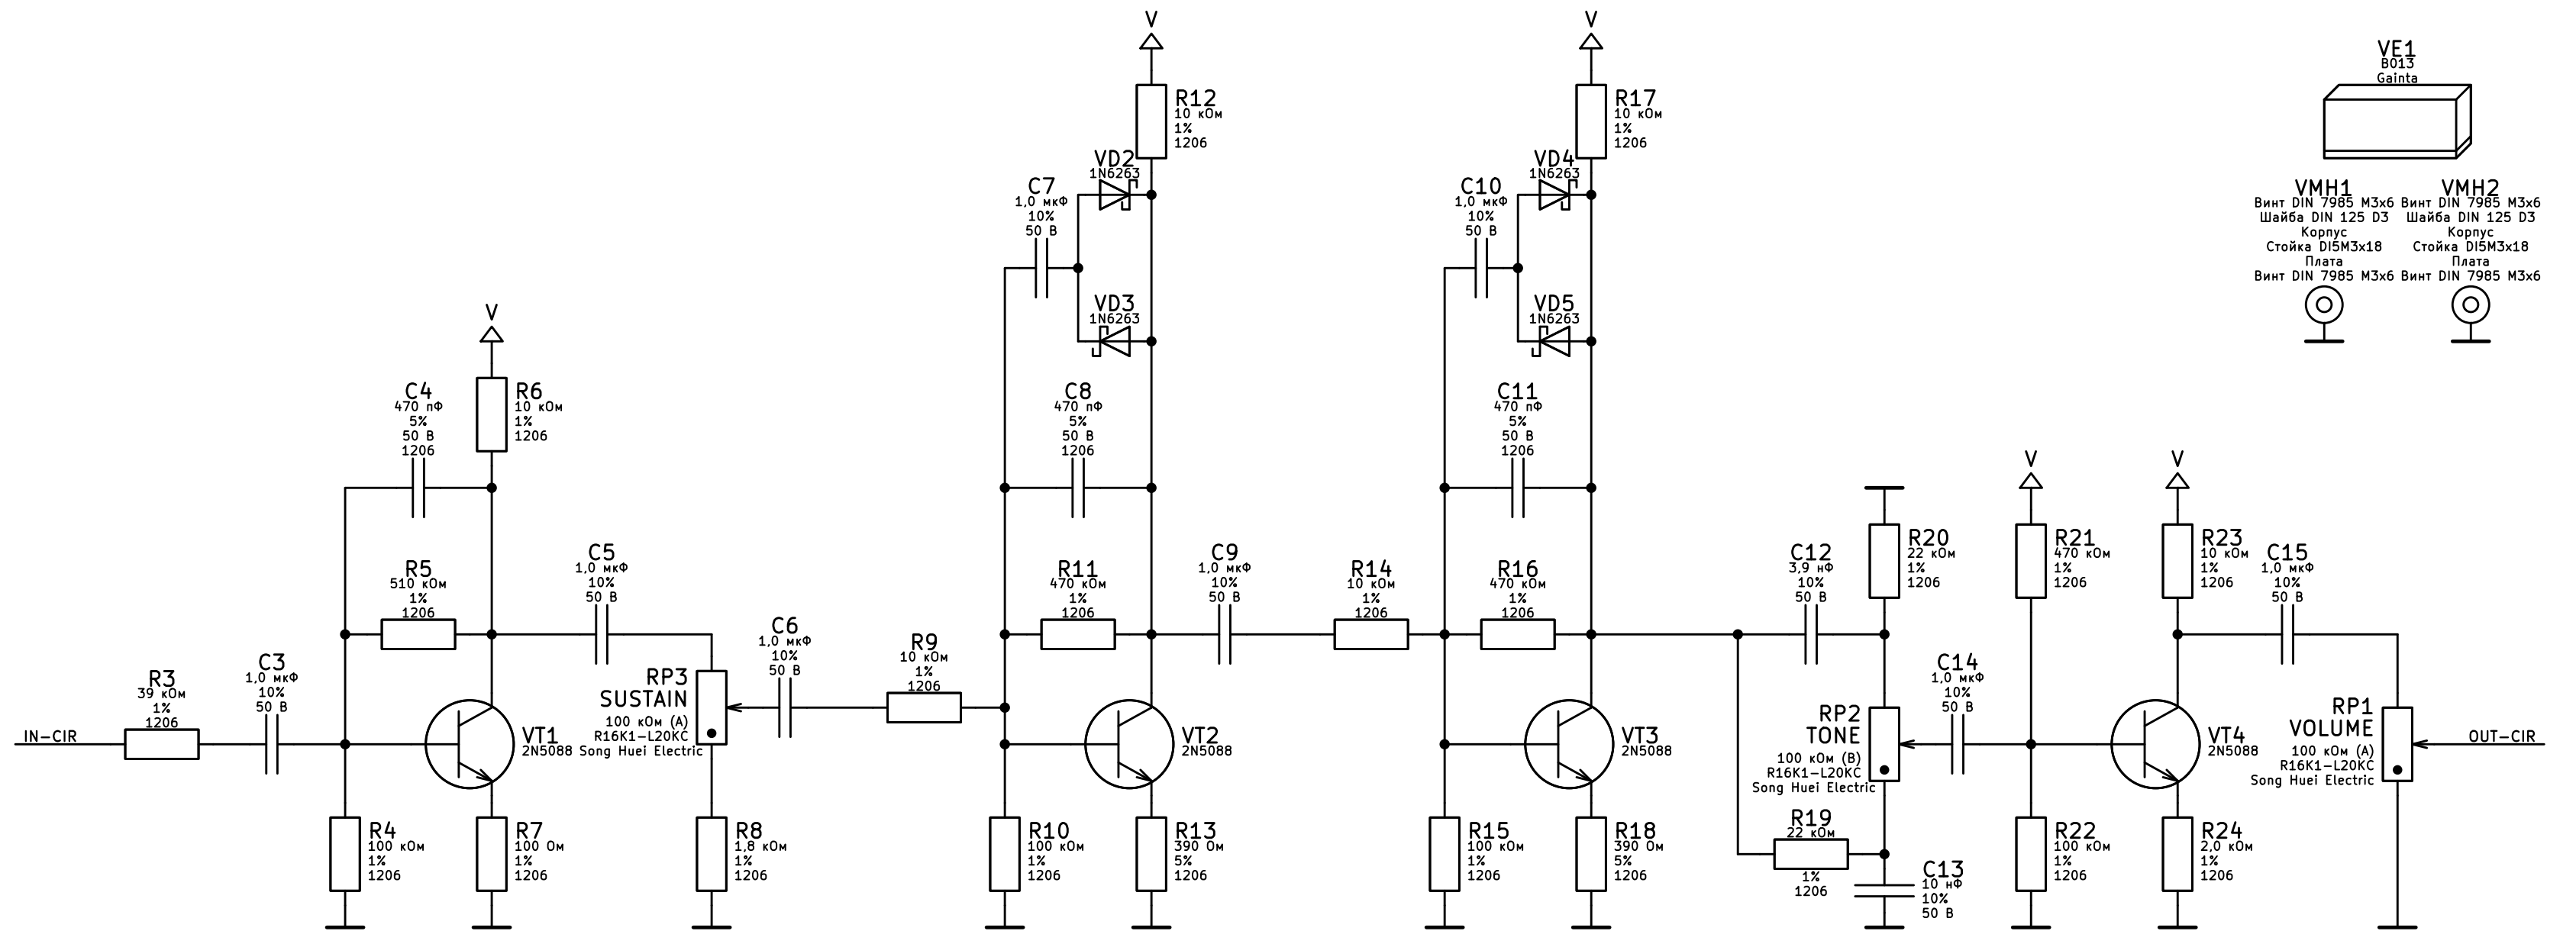 V
V
VE1
B013
Gainta
R12
10 кОм
1%
1206
R17
10 кОм
1%
1206
VD2
1N6263
VD4
1N6263
C7
1,0 мкФ
10%
50 В
C10
1,0 мкФ
10%
50 В
VMH1
Винт DIN 7985 M3x6
Шайба DIN 125 D3
Корпус
Стойка DI5M3x18
Плата
Винт DIN 7985 M3x6
VMH2
Винт DIN 7985 M3x6
Шайба DIN 125 D3
Корпус
Стойка DI5M3x18
Плата
Винт DIN 7985 M3x6
V
VD3
1N6263
VD5
1N6263
C4
470 пФ
5%
50 В
1206
R6
10 кОм
1%
1206
C8
470 пФ
5%
50 В
1206
C11
470 пФ
5%
50 В
1206
V
V
R5
510 кОм
1%
1206
C5
1,0 мкФ
10%
50 В
R11
470 кОм
1%
1206
C9
1,0 мкФ
10%
50 В
R14
10 кОм
1%
1206
R16
470 кОм
1%
1206
C12
3,9 нФ
10%
50 В
R20
22 кОм
1%
1206
R21
470 кОм
1%
1206
R23
10 кОм
1%
1206
C15
1,0 мкФ
10%
50 В
IN-CIR
R3
39 кОм
1%
1206
C3
1,0 мкФ
10%
50 В
VT1
2N5088
RP3
SUSTAIN
100 кОм (A)
R16K1-L20KC
Song Huei Electric
C6
1,0 мкФ
10%
50 В
R9
10 кОм
1%
1206
VT2
2N5088
VT3
2N5088
RP2
TONE
100 кОм (B)
R16K1-L20KC
Song Huei Electric
C14
1,0 мкФ
10%
50 В
VT4
2N5088
RP1
VOLUME
100 кОм (A)
R16K1-L20KC
Song Huei Electric
OUT-CIR
R4
100 кОм
1%
1206
R7
100 Ом
1%
1206
R8
1,8 кОм
1%
1206
R10
100 кОм
1%
1206
R13
390 Ом
5%
1206
R15
100 кОм
1%
1206
R18
390 Ом
5%
1206
R19
22 кОм
1%
1206
C13
10 нФ
10%
50 В
R22
100 кОм
1%
1206
R24
2,0 кОм
1%
1206